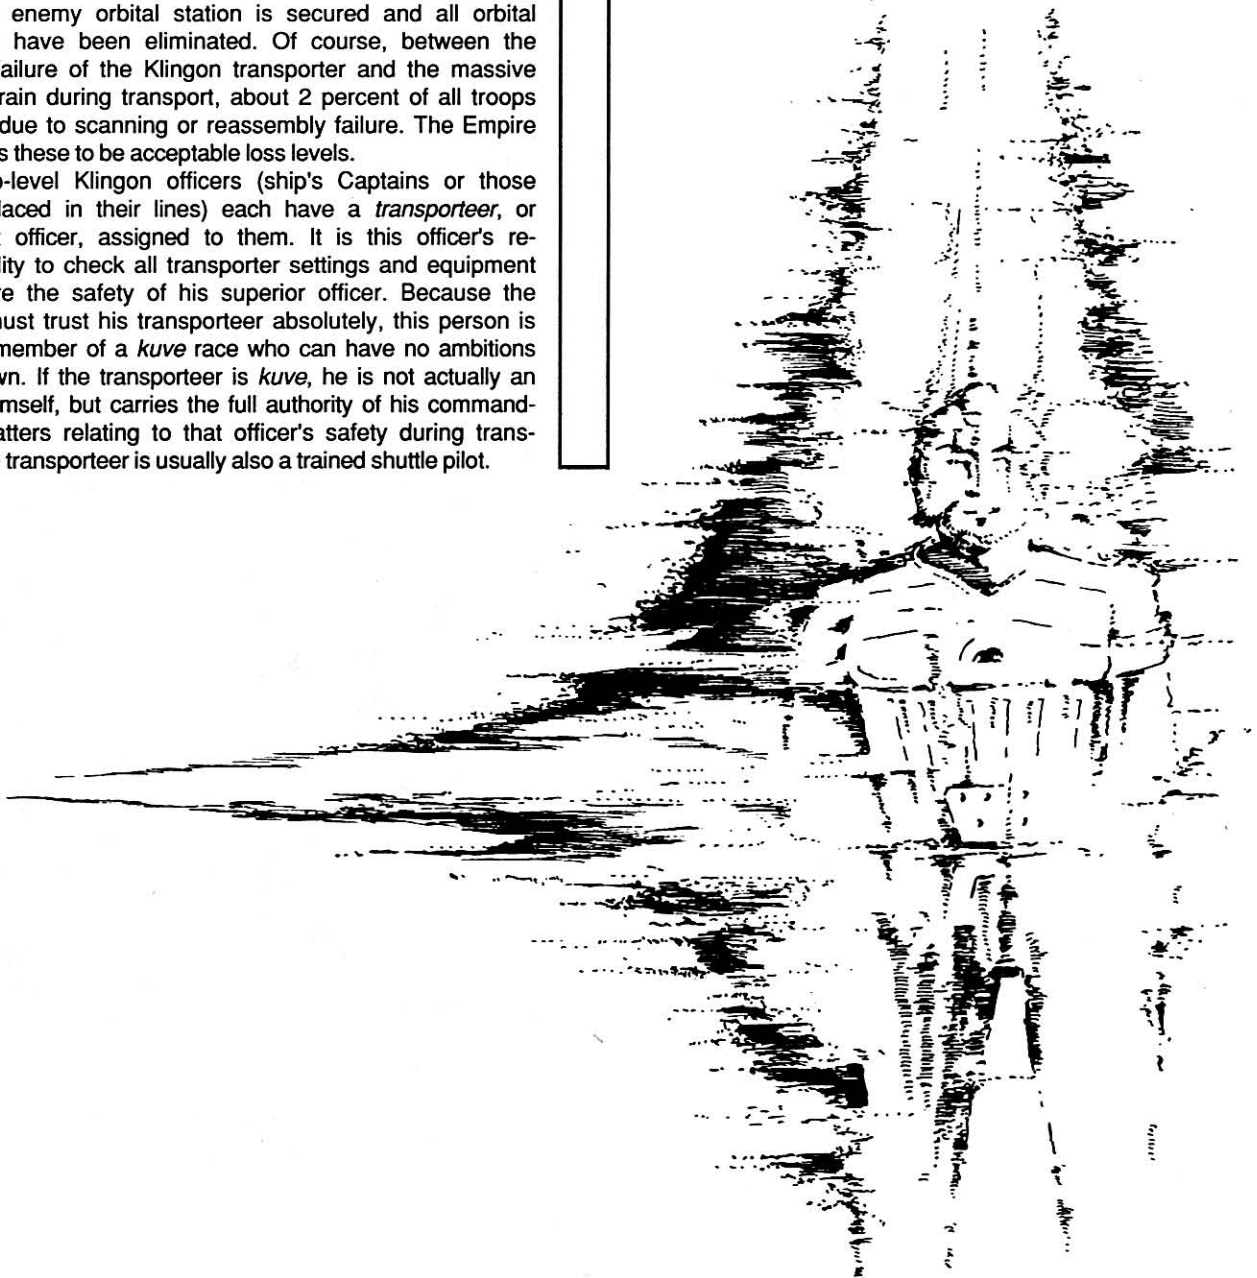 enemy orbital station is secured and all orbital
have been eliminated. Of course, between the
ailure of the Klingon transporter and the massive
rain during transport, about 2 percent of all troops
due to scanning or reassembly failure. The Empire
s these to be acceptable loss levels.
-level Klingon officers (ship's Captains or those
laced in their lines) each have a transporteer, or
officer, assigned to them. It is this officer's re-
lity to check all transporter settings and equipment
re the safety of his superior officer. Because the
nust trust his transporteer absolutely, this person is
member of a kuve race who can have no ambitions
wn. If the transporteer is kuve, he is not actually an
mself, but carries the full authority of his command-
atters relating to that officer's safety during trans-
transporteer is usually also a trained shuttle pilot.